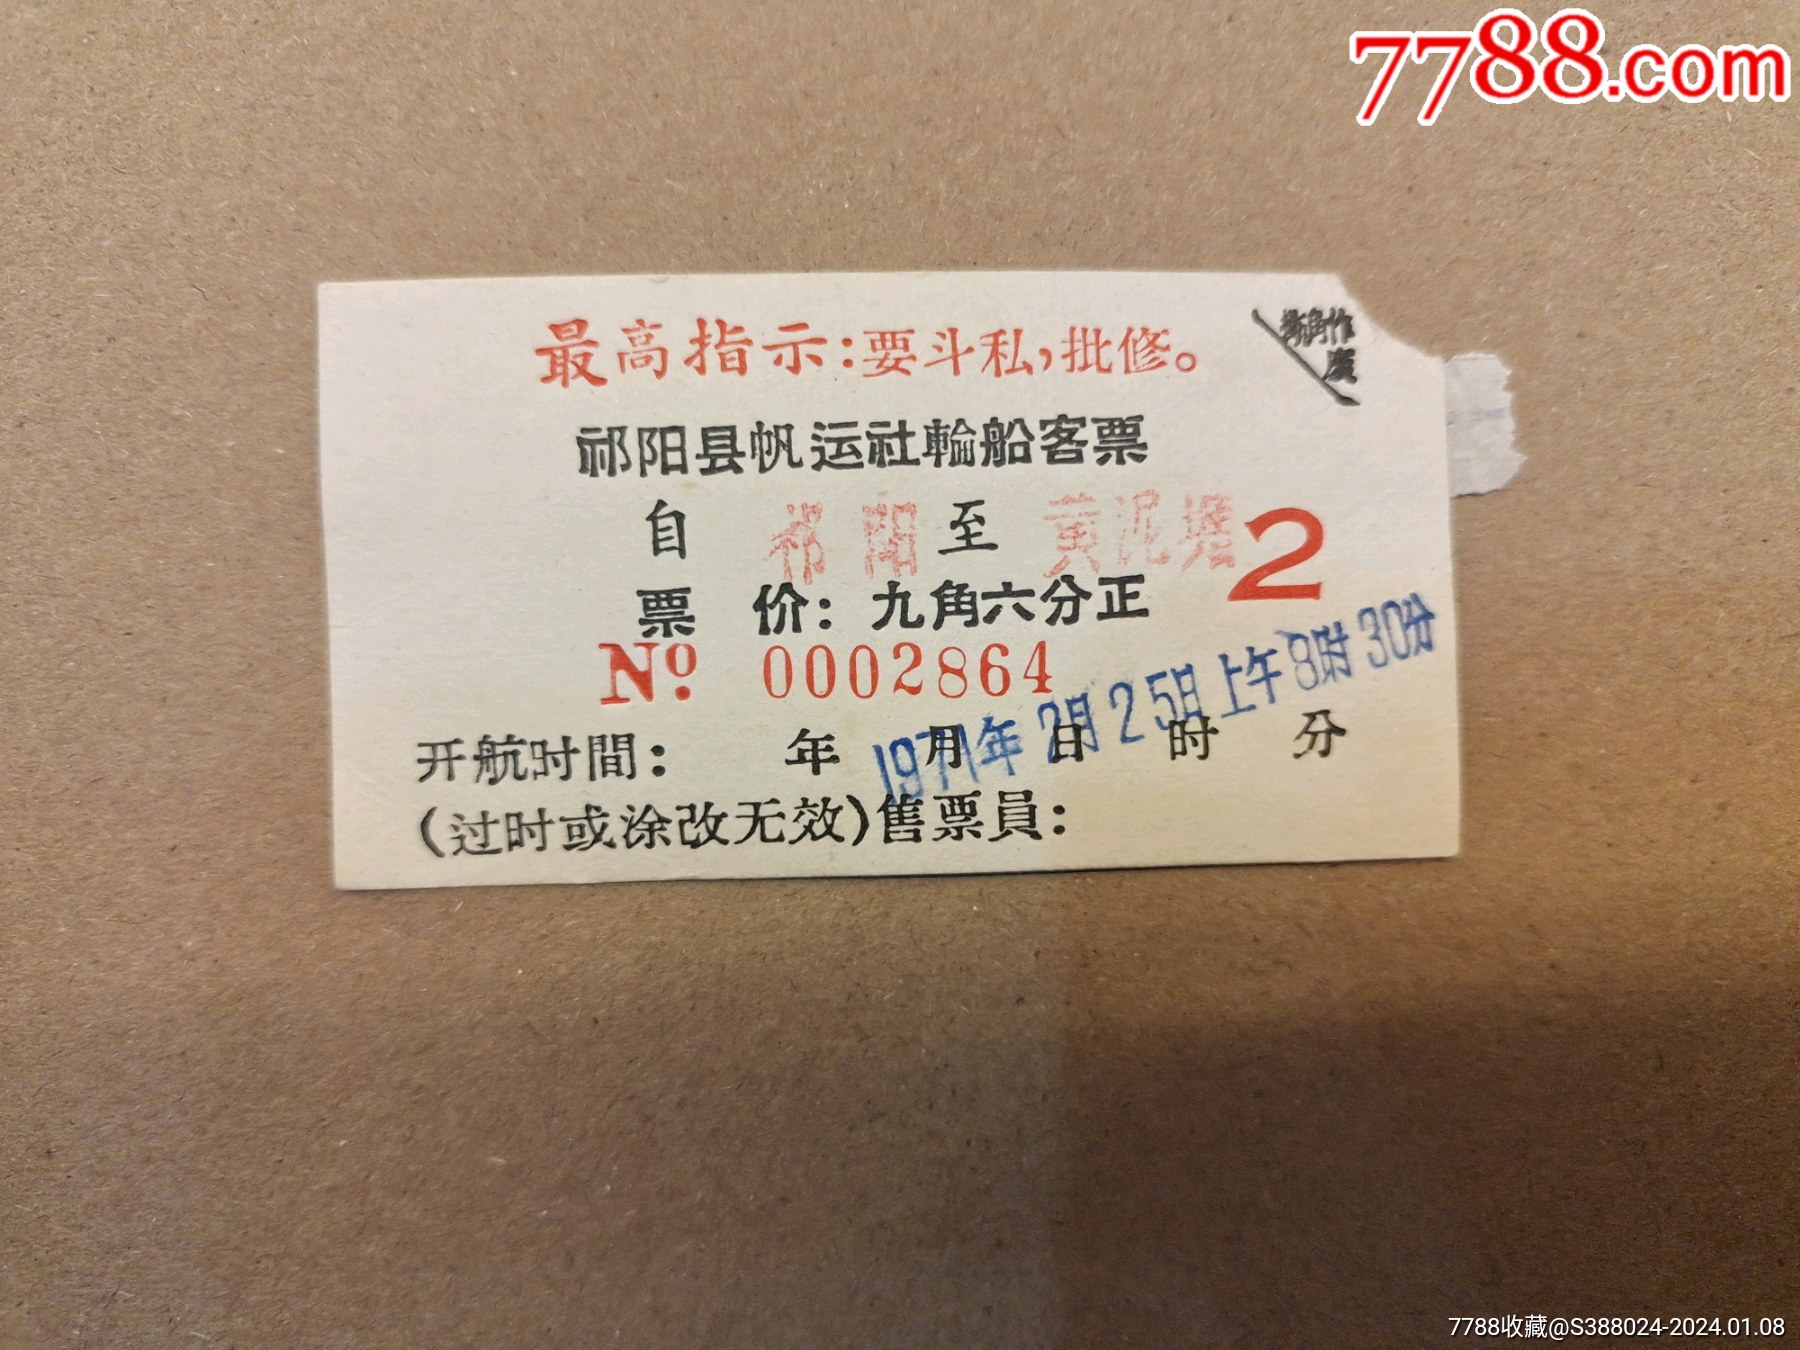 7788.com
最高指示:要斗私,批修。
撕角作
廢
祁阳县帆运社輪船客票
自 祁阳 至 黄泥塘
2
票 价: 九角六分正
№ 0002864
1971年2月25日上午8时30分
开航时間: 年 月 日 时 分
(过时或涂改无效)售票員:
7788收藏@S388024-2024.01.08